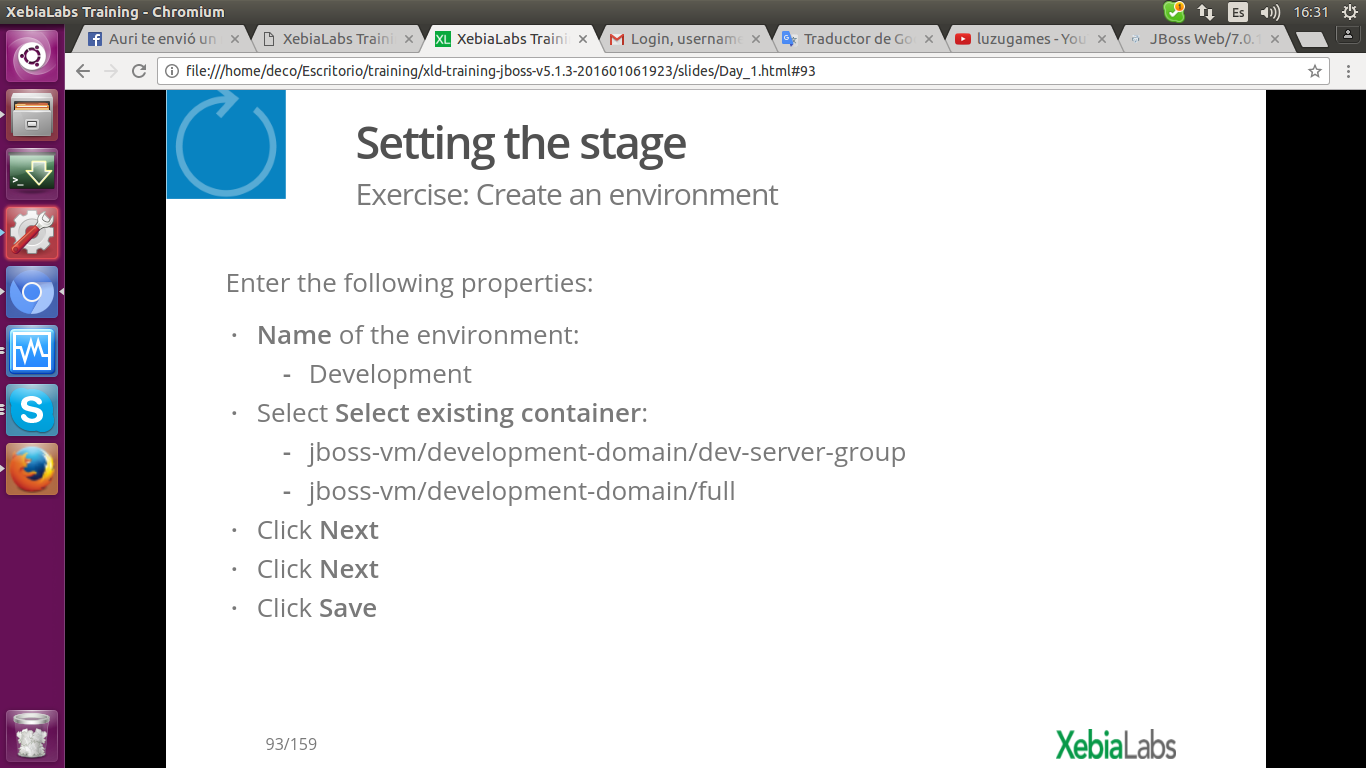 XebiaLabs Training - Chromium
Es
16:31
Auri te envió un
XebiaLabs Traini
XebiaLabs Traini
Login, username
Traductor de Go
luzugames - You
JBoss Web/7.0.1
file:///home/deco/Escritorio/training/xld-training-jboss-v5.1.3-201601061923/slides/Day_1.html#93
Setting the stage
Exercise: Create an environment
Enter the following properties:
· Name of the environment:
- Development
· Select Select existing container:
- jboss-vm/development-domain/dev-server-group
- jboss-vm/development-domain/full
· Click Next
· Click Next
· Click Save
93/159
XebiaLabs